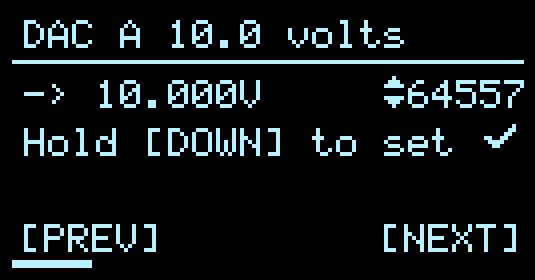 DAC A 10.0 volts
-> 10.000V 64557
Hold [DOWN] to set ✓
[PREV] [NEXT]